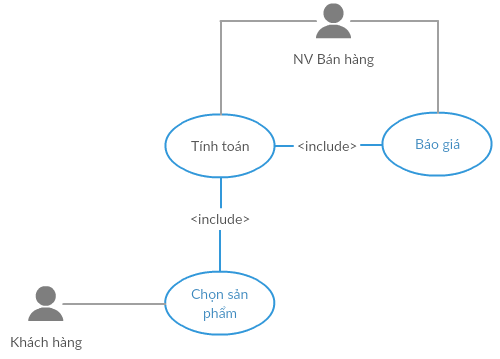 NV Bán hàng
Tính toán
<include>
Báo giá
<include>
Chọn sản
phẩm
Khách hàng